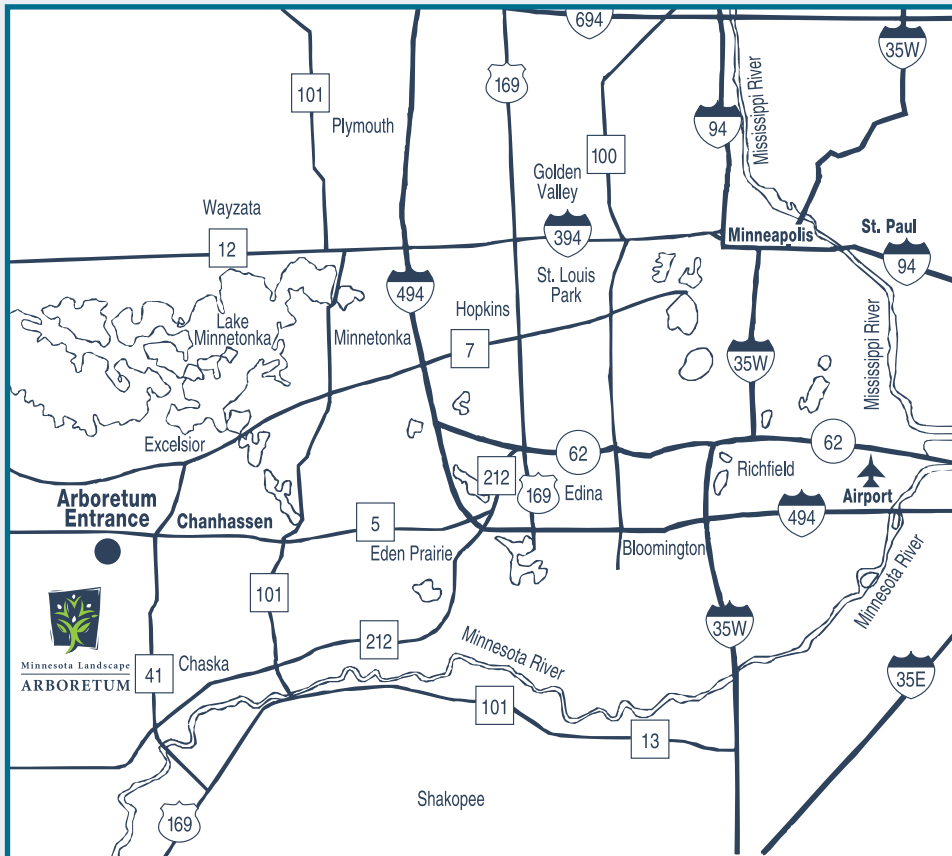 694
35W
169
101
Mississippi River
94
Plymouth
100
Golden
Valley
Wayzata
St. Paul
12
394
Minneapolis
94
494
St. Louis
Park
Lake
Minnetonka
Minnetonka
Hopkins
7
35W
Mississippi River
Excelsior
62
62
212
Richfield
169
Edina
Airport
Arboretum
Entrance
Chanhassen
5
494
Eden Prairie
Bloomington
Minnesota River
101
35W
212
Minnesota River
Minnesota Landscape
ARBORETUM
41
Chaska
35E
101
13
Shakopee
169